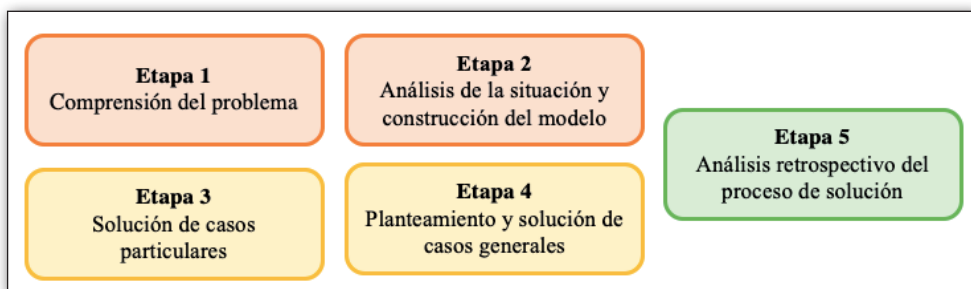 Etapa 1
Comprensión del problema
Etapa 2
Análisis de la situación y
construcción del modelo
Etapa 3
Solución de casos
particulares
Etapa 4
Planteamiento y solución de
casos generales
Etapa 5
Análisis retrospectivo del
proceso de solución